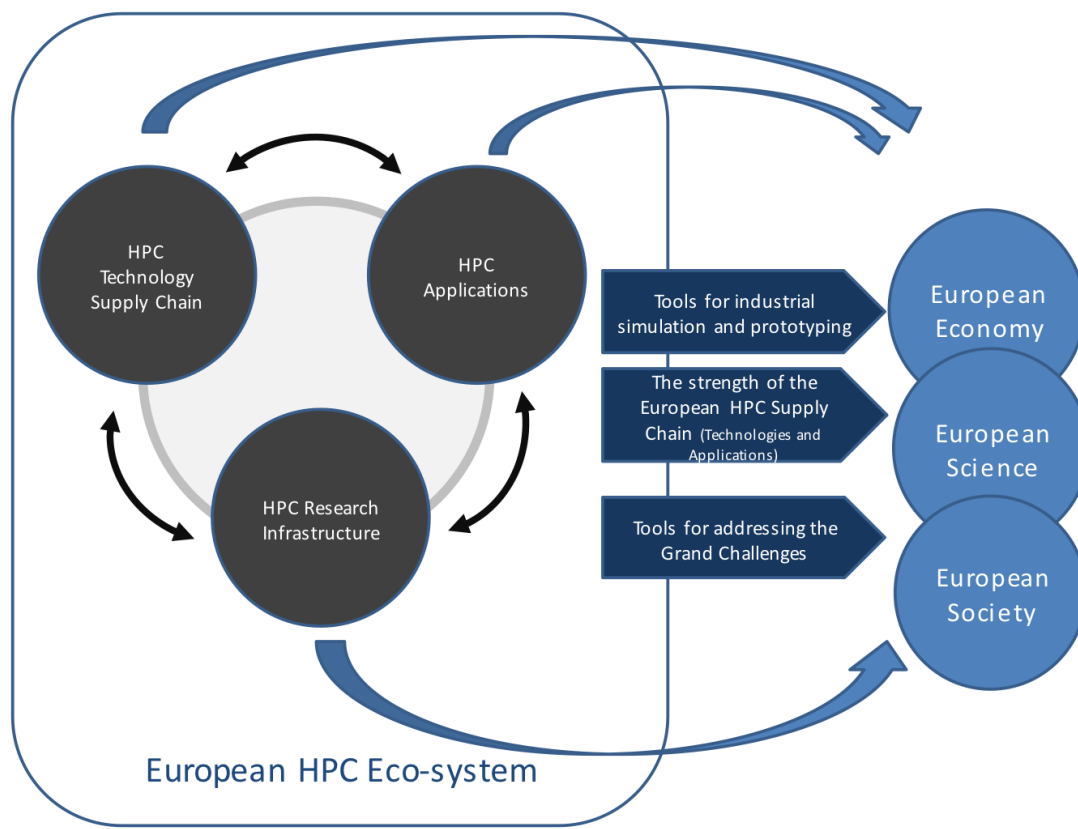 HPC
Technology
Supply Chain
HPC
Applications
HPC Research
Infrastructure
European HPC Eco-system
Tools for industrial
simulation and prototyping
The strength of the
European HPC Supply
Chain (Technologies and
Applications)
Tools for addressing the
Grand Challenges
European
Economy
European
Science
European
Society